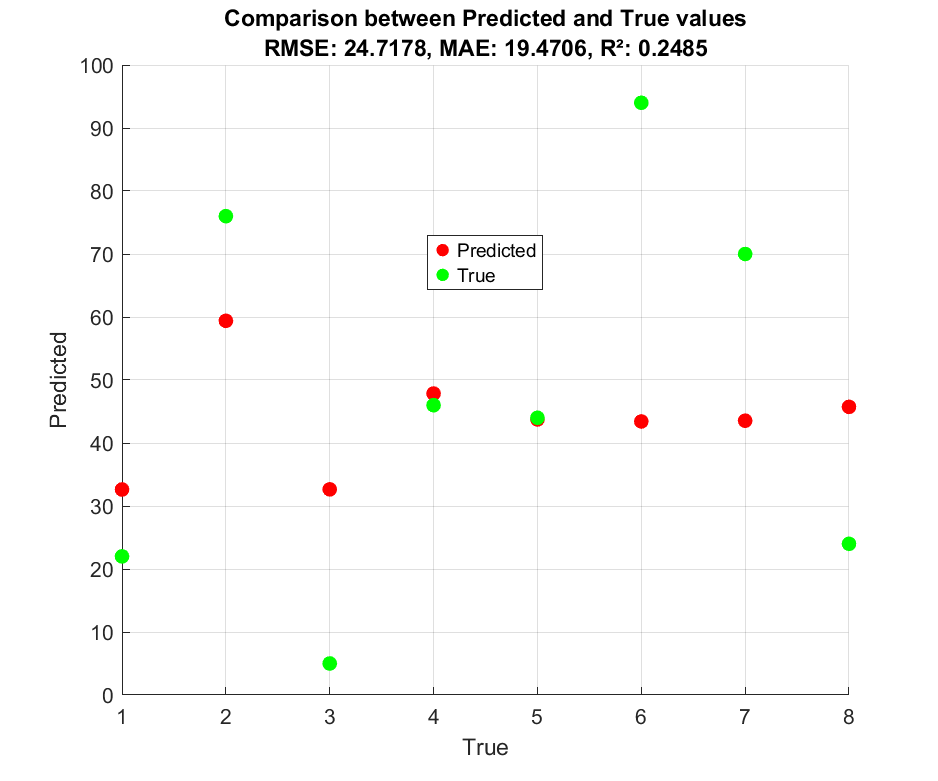 Comparison between Predicted and True values
RMSE: 24.7178, MAE: 19.4706, R²: 0.2485
100
90
80
70
60
50
40
30
20
10
0
Predicted
Predicted
True
1 2 3 4 5 6 7 8
True